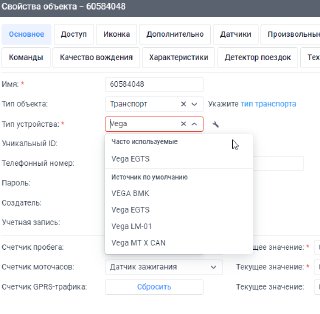 Свойства объекта – 60584048
Основное Доступ Иконка Дополнительно Датчики Произвольные
Команды Качество вождения Характеристики Детектор поездок Тех
Имя: * 60584048
Тип объекта: Транспорт Укажите тип транспорта
Тип устройства: * Vega
Часто используемые
Уникальный ID:
Vega EGTS
Телефонный номер:
Источник по умолчанию
Пароль:
VEGA БМК
Создатель:
Vega EGTS
Учетная запись:
Vega LM-01
Vega MT X CAN
Счетчик пробега: щее значение: *
Счетчик моточасов: Датчик зажигания Текущее значение: *
Счетчик GPRS-трафика: Сбросить Текущее значение: